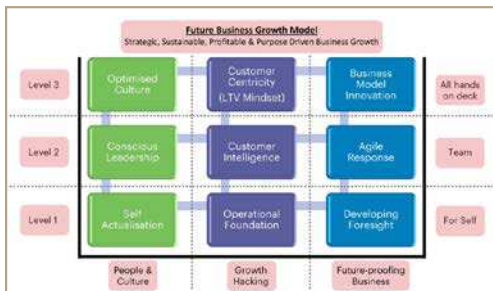 Future Business Growth Model
Strategic, Sustainable, Profitable & Purpose Driven Business Growth
Level 3
Optimised
Culture
Customer
Centricity
(LTV Mindset)
Business
Model
Innovation
All hands
on deck
Level 2
Conscious
Leadership
Customer
Intelligence
Agile
Response
Team
Level 1
Self
Actualisation
Operational
Foundation
Developing
Foresight
For Self
People &
Culture
Growth
Hacking
Future-proofing
Business